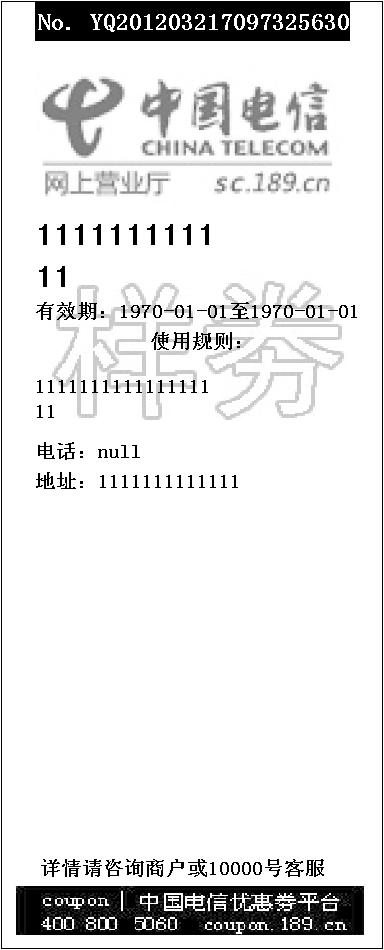 No. YQ201203217097325630
中国电信
CHINA TELECOM
网上营业厅 sc.189.cn
1111111111
11
有效期：1970-01-01至1970-01-01
使用规则：
样券
1111111111111111
11
电话：null
地址：1111111111111
详情请咨询商户或10000号客服
coupon | 中国电信优惠券平台
400 800 5060 coupon.189.cn